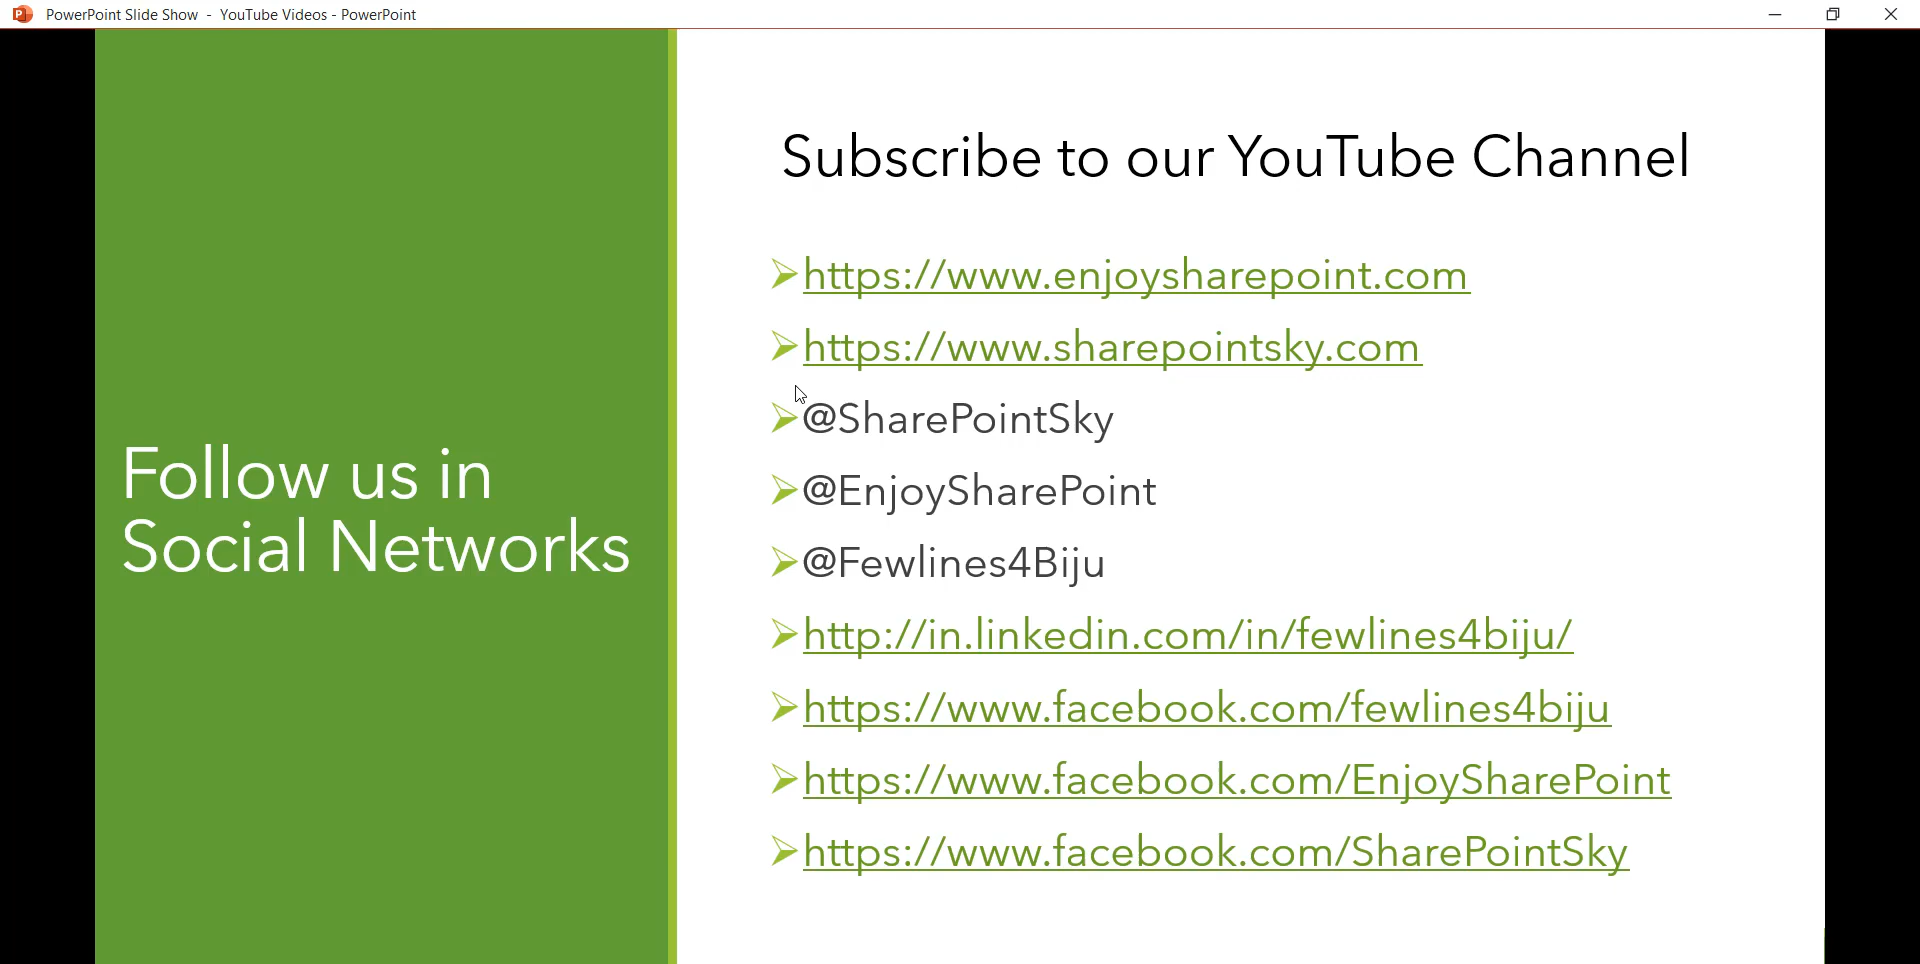 PowerPoint Slide Show - YouTube Videos - PowerPoint
Follow us in
Social Networks
Subscribe to our YouTube Channel
https://www.enjoysharepoint.com
https://www.sharepointsky.com
@SharePointSky
@EnjoySharePoint
@Fewlines4Biju
http://in.linkedin.com/in/fewlines4biju/
https://www.facebook.com/fewlines4biju
https://www.facebook.com/EnjoySharePoint
https://www.facebook.com/SharePointSky